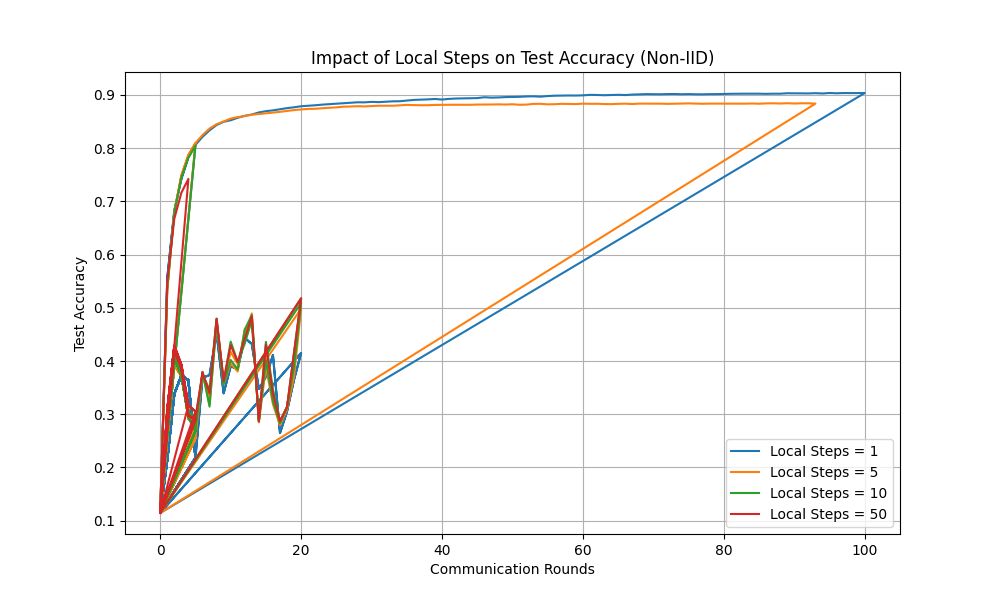 Impact of Local Steps on Test Accuracy (Non-IID)
Test Accuracy
0.9
0.8
0.7
0.6
0.5
0.4
0.3
0.2
0.1
0 20 40 60 80 100
Communication Rounds
Local Steps = 1
Local Steps = 5
Local Steps = 10
Local Steps = 50